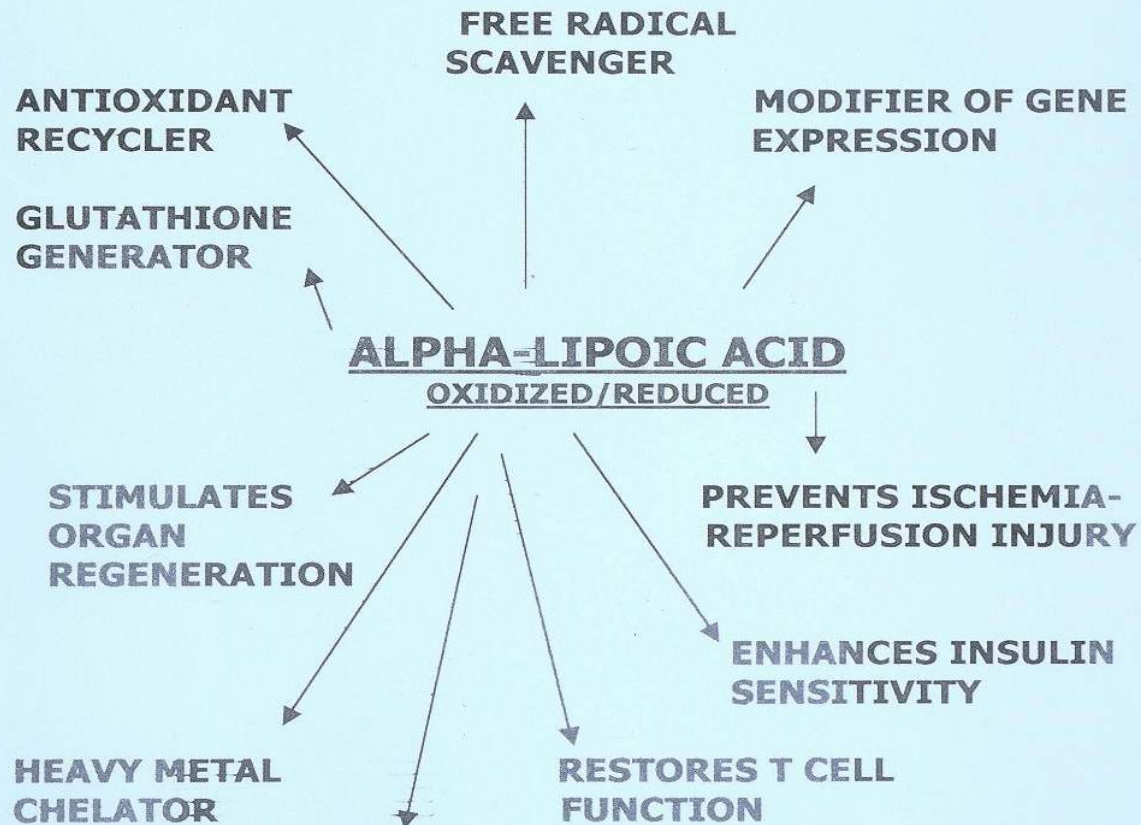 FREE RADICAL
SCAVENGER
ANTIOXIDANT
RECYCLER
MODIFIER OF GENE
EXPRESSION
GLUTATHIONE
GENERATOR
ALPHA-LIPOIC ACID
OXIDIZED/REDUCED
STIMULATES
ORGAN
REGENERATION
PREVENTS ISCHEMIA-
REPERFUSION INJURY
ENHANCES INSULIN
SENSITIVITY
HEAVY METAL
CHELATOR
RESTORES T CELL
FUNCTION